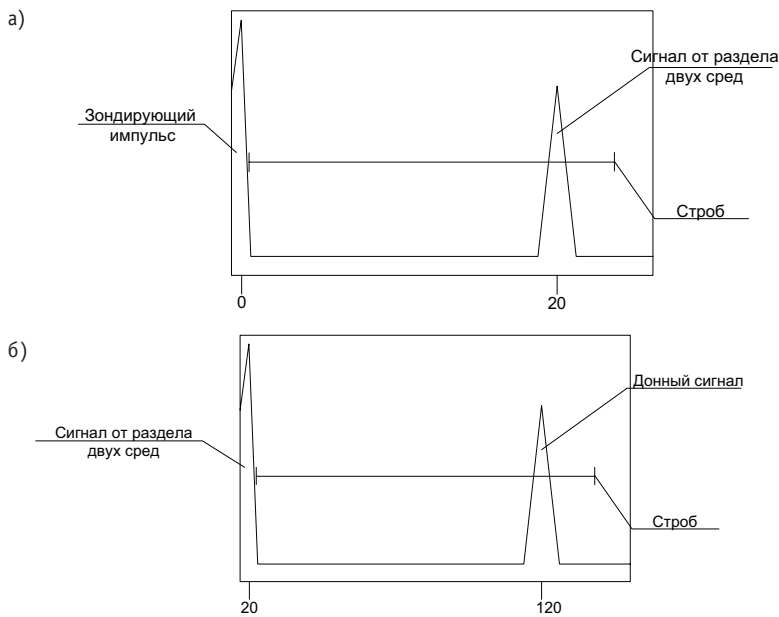 а)
Сигнал от раздела
двух сред
Зондирующий
импульс
Строб
0
20
б)
Донный сигнал
Сигнал от раздела
двух сред
Строб
20
120